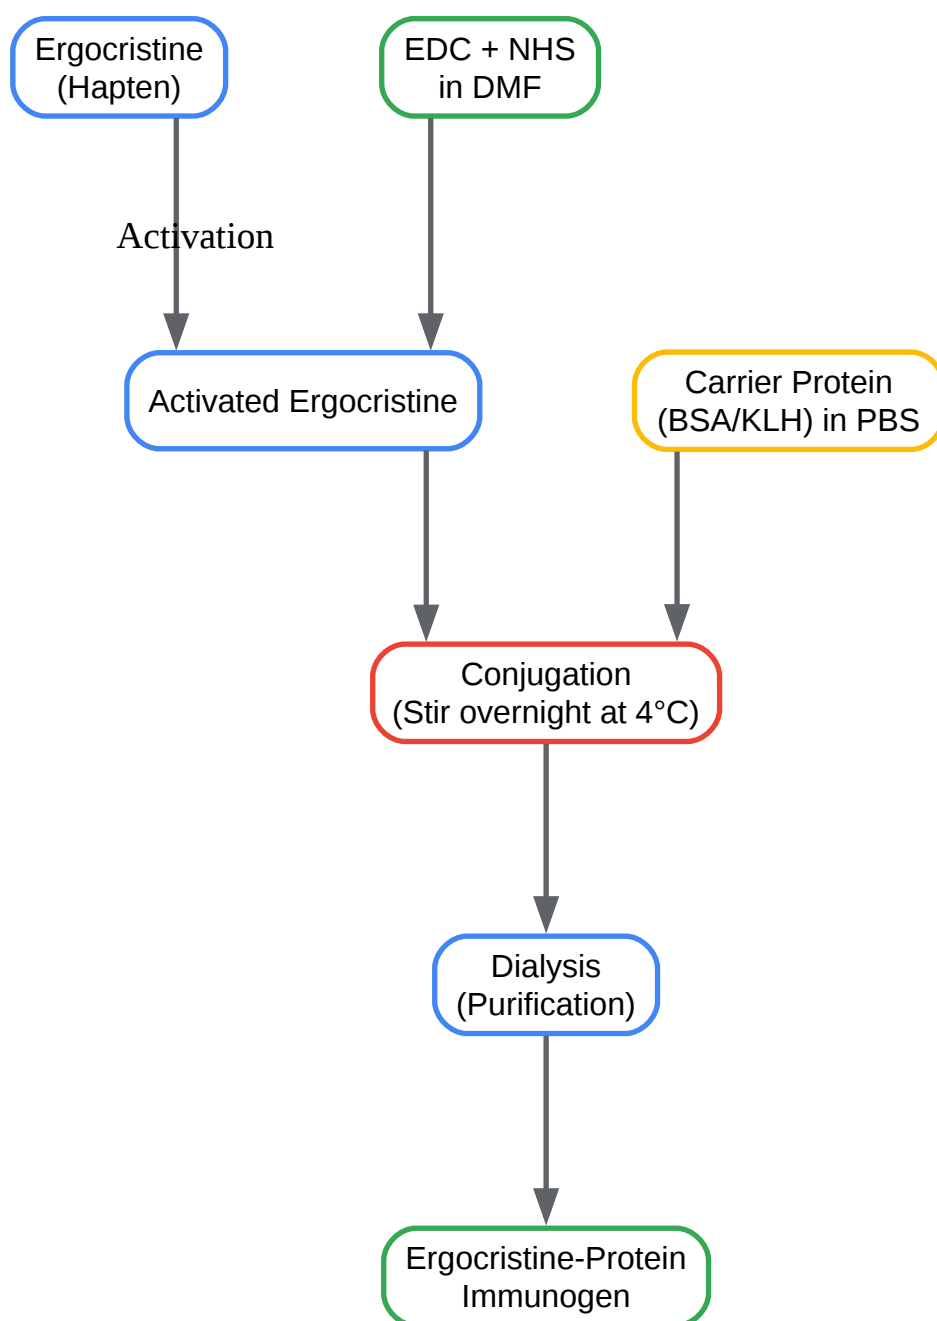 Ergocristine
(Hapten)
EDC + NHS
in DMF
Activation
Activated Ergocristine
Carrier Protein
(BSA/KLH) in PBS
Conjugation
(Stir overnight at 4°C)
Dialysis
(Purification)
Ergocristine-Protein
Immunogen